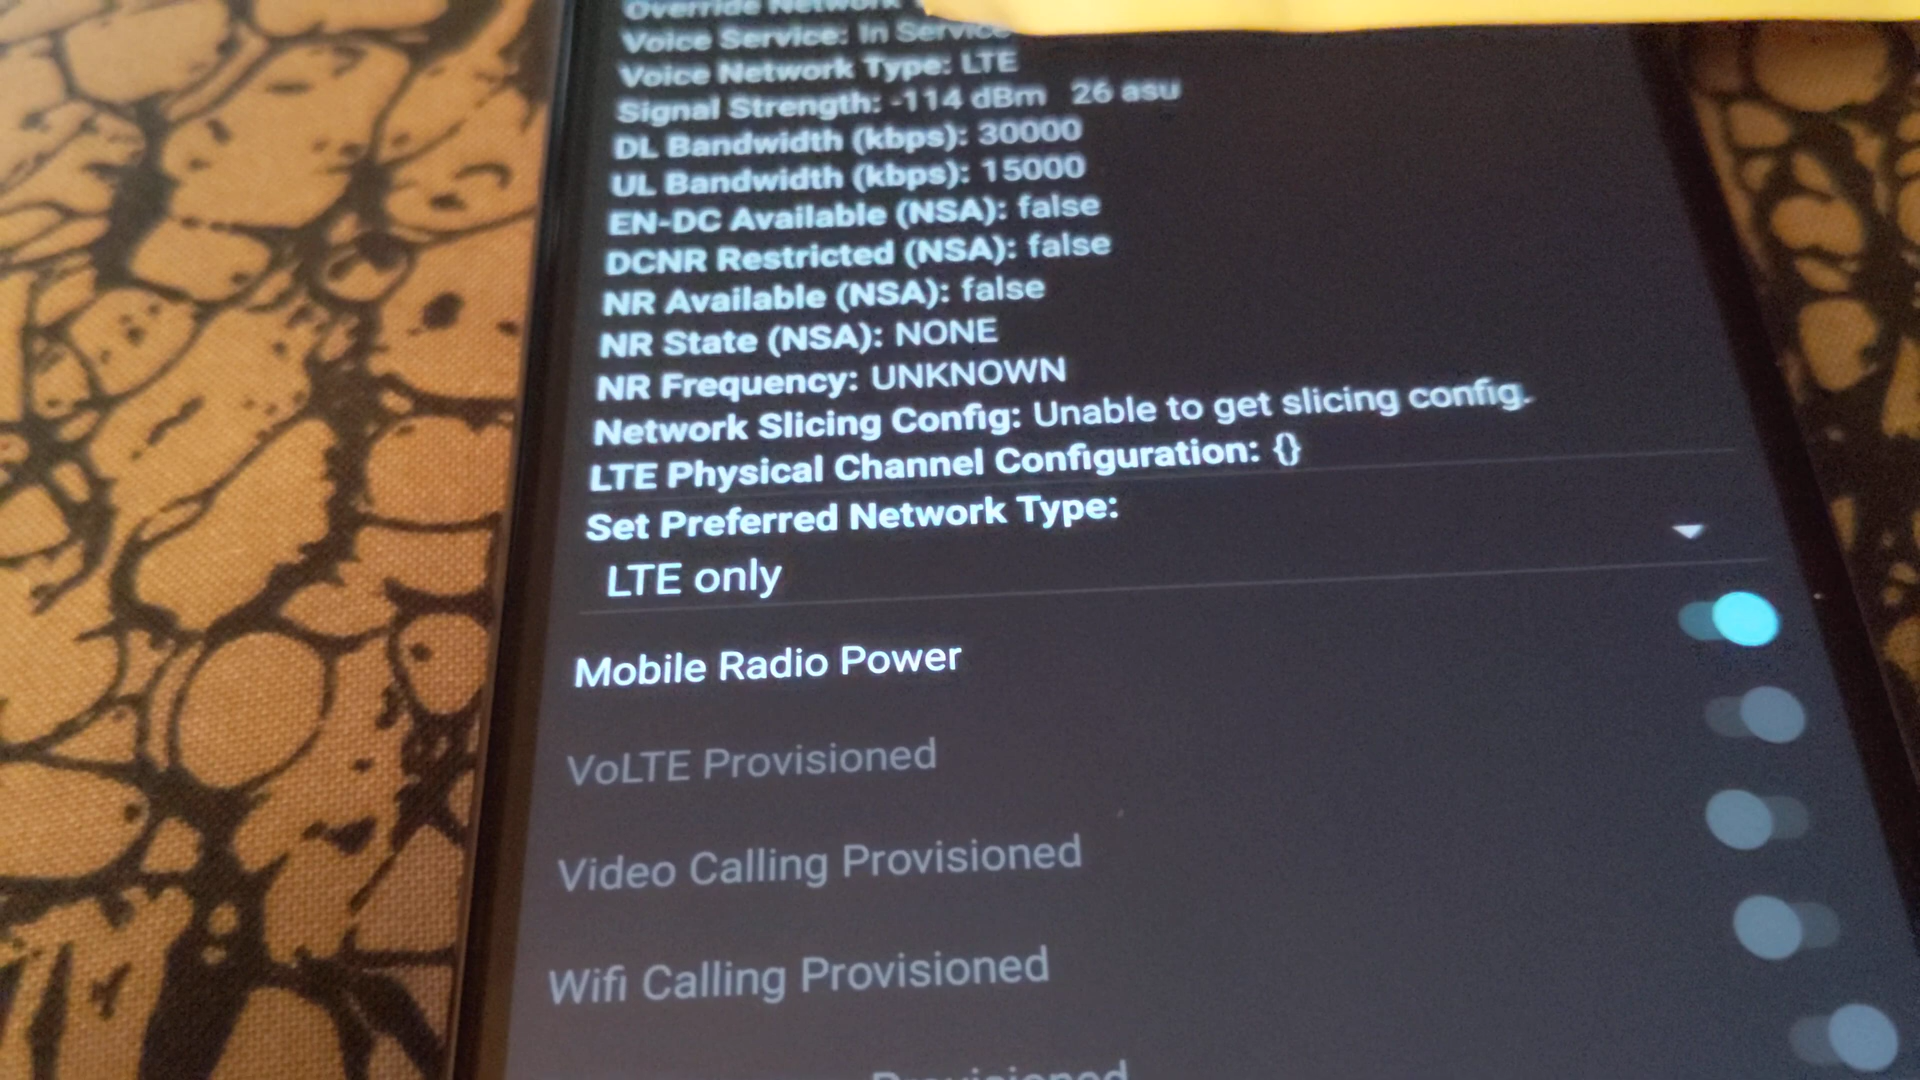 Override Network
Voice Service: In Service
Voice Network Type: LTE
Signal Strength: -114 dBm 26 asu
DL Bandwidth (kbps): 30000
UL Bandwidth (kbps): 15000
EN-DC Available (NSA): false
DCNR Restricted (NSA): false
NR Available (NSA): false
NR State (NSA): NONE
NR Frequency: UNKNOWN
Network Slicing Config: Unable to get slicing config.
LTE Physical Channel Configuration: {}
Set Preferred Network Type:
LTE only
Mobile Radio Power
VoLTE Provisioned
Video Calling Provisioned
Wifi Calling Provisioned
Provisioned